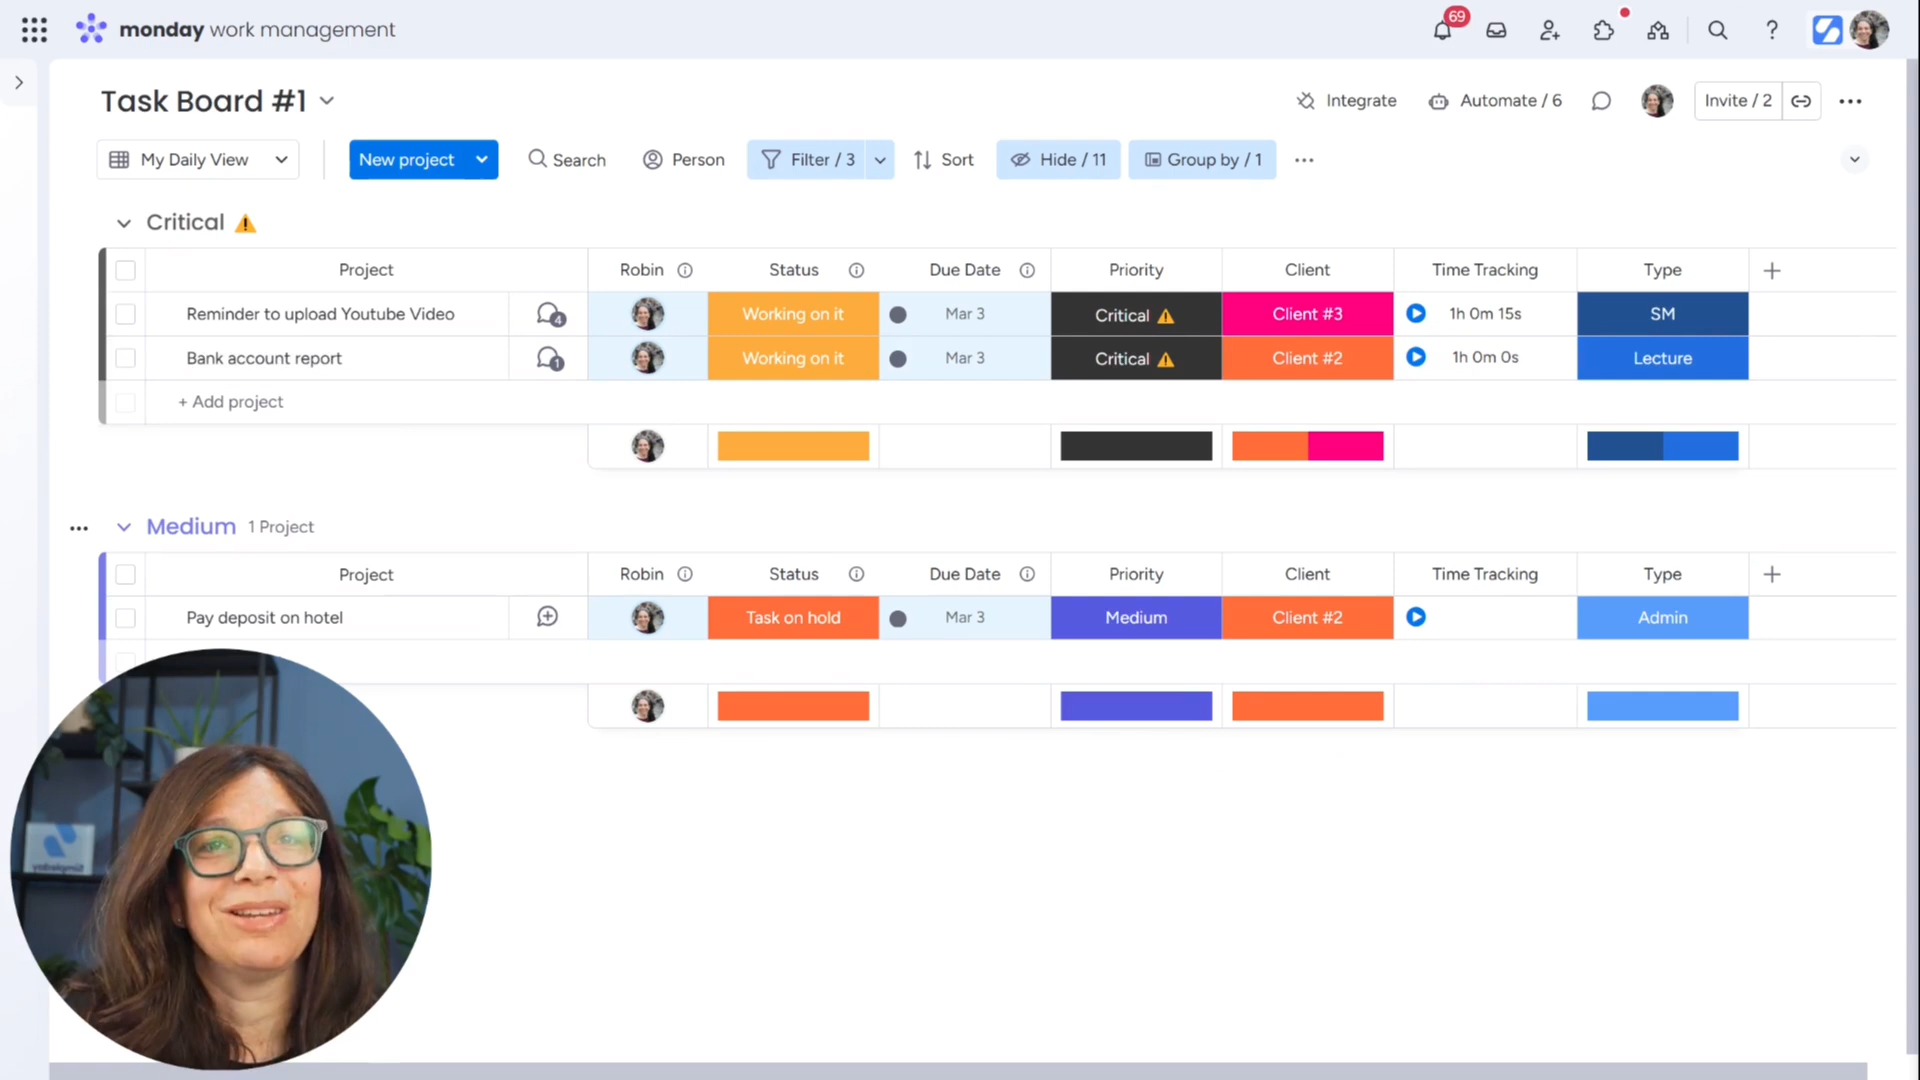 monday work management
69
Task Board #1
Integrate
Automate / 6
Invite / 2
My Daily View
New project
Search
Person
Filter / 3
Sort
Hide / 11
Group by / 1
Critical
Project Robin Status Due Date Priority Client Time Tracking Type
Reminder to upload Youtube Video 4 Working on it Mar 3 Critical Client #3 1h 0m 15s SM
Bank account report 1 Working on it Mar 3 Critical Client #2 1h 0m 0s Lecture
+ Add project
Medium 1 Project
Project Robin Status Due Date Priority Client Time Tracking Type
Pay deposit on hotel Task on hold Mar 3 Medium Client #2 Admin